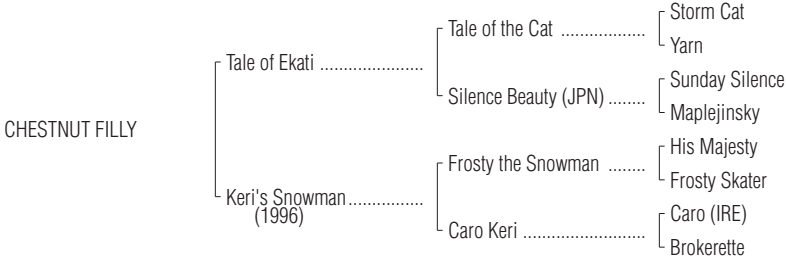 CHESTNUT FILLY
Tale of Ekati ......................
Keri's Snowman................
(1996)
Tale of the Cat ..................
Silence Beauty (JPN) ........
Frosty the Snowman ........
Caro Keri ..........................
Storm Cat
Yarn
Sunday Silence
Maplejinsky
His Majesty
Frosty Skater
Caro (IRE)
Brokerette